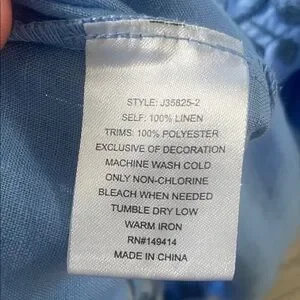 STYLE: J35825-2
SELF: 100% LINEN
TRIMS: 100% POLYESTER
EXCLUSIVE OF DECORATION
MACHINE WASH COLD
ONLY NON-CHLORINE
BLEACH WHEN NEEDED
TUMBLE DRY LOW
WARM IRON
RN#149414
MADE IN CHINA